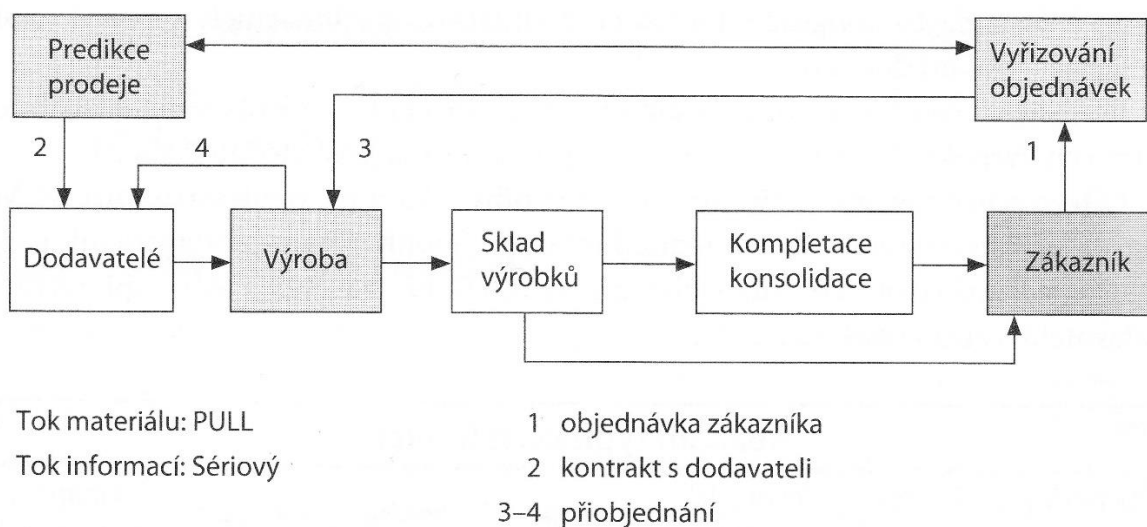 Predikce
prodeje
Vyřizování
objednávek
2
4
3
1
Dodavatelé
Výroba
Sklad
výrobků
Kompletace
konsolidace
Zákazník
Tok materiálu: PULL
Tok informací: Sériový
1 objednávka zákazníka
2 kontrakt s dodavateli
3–4 přiobjednání